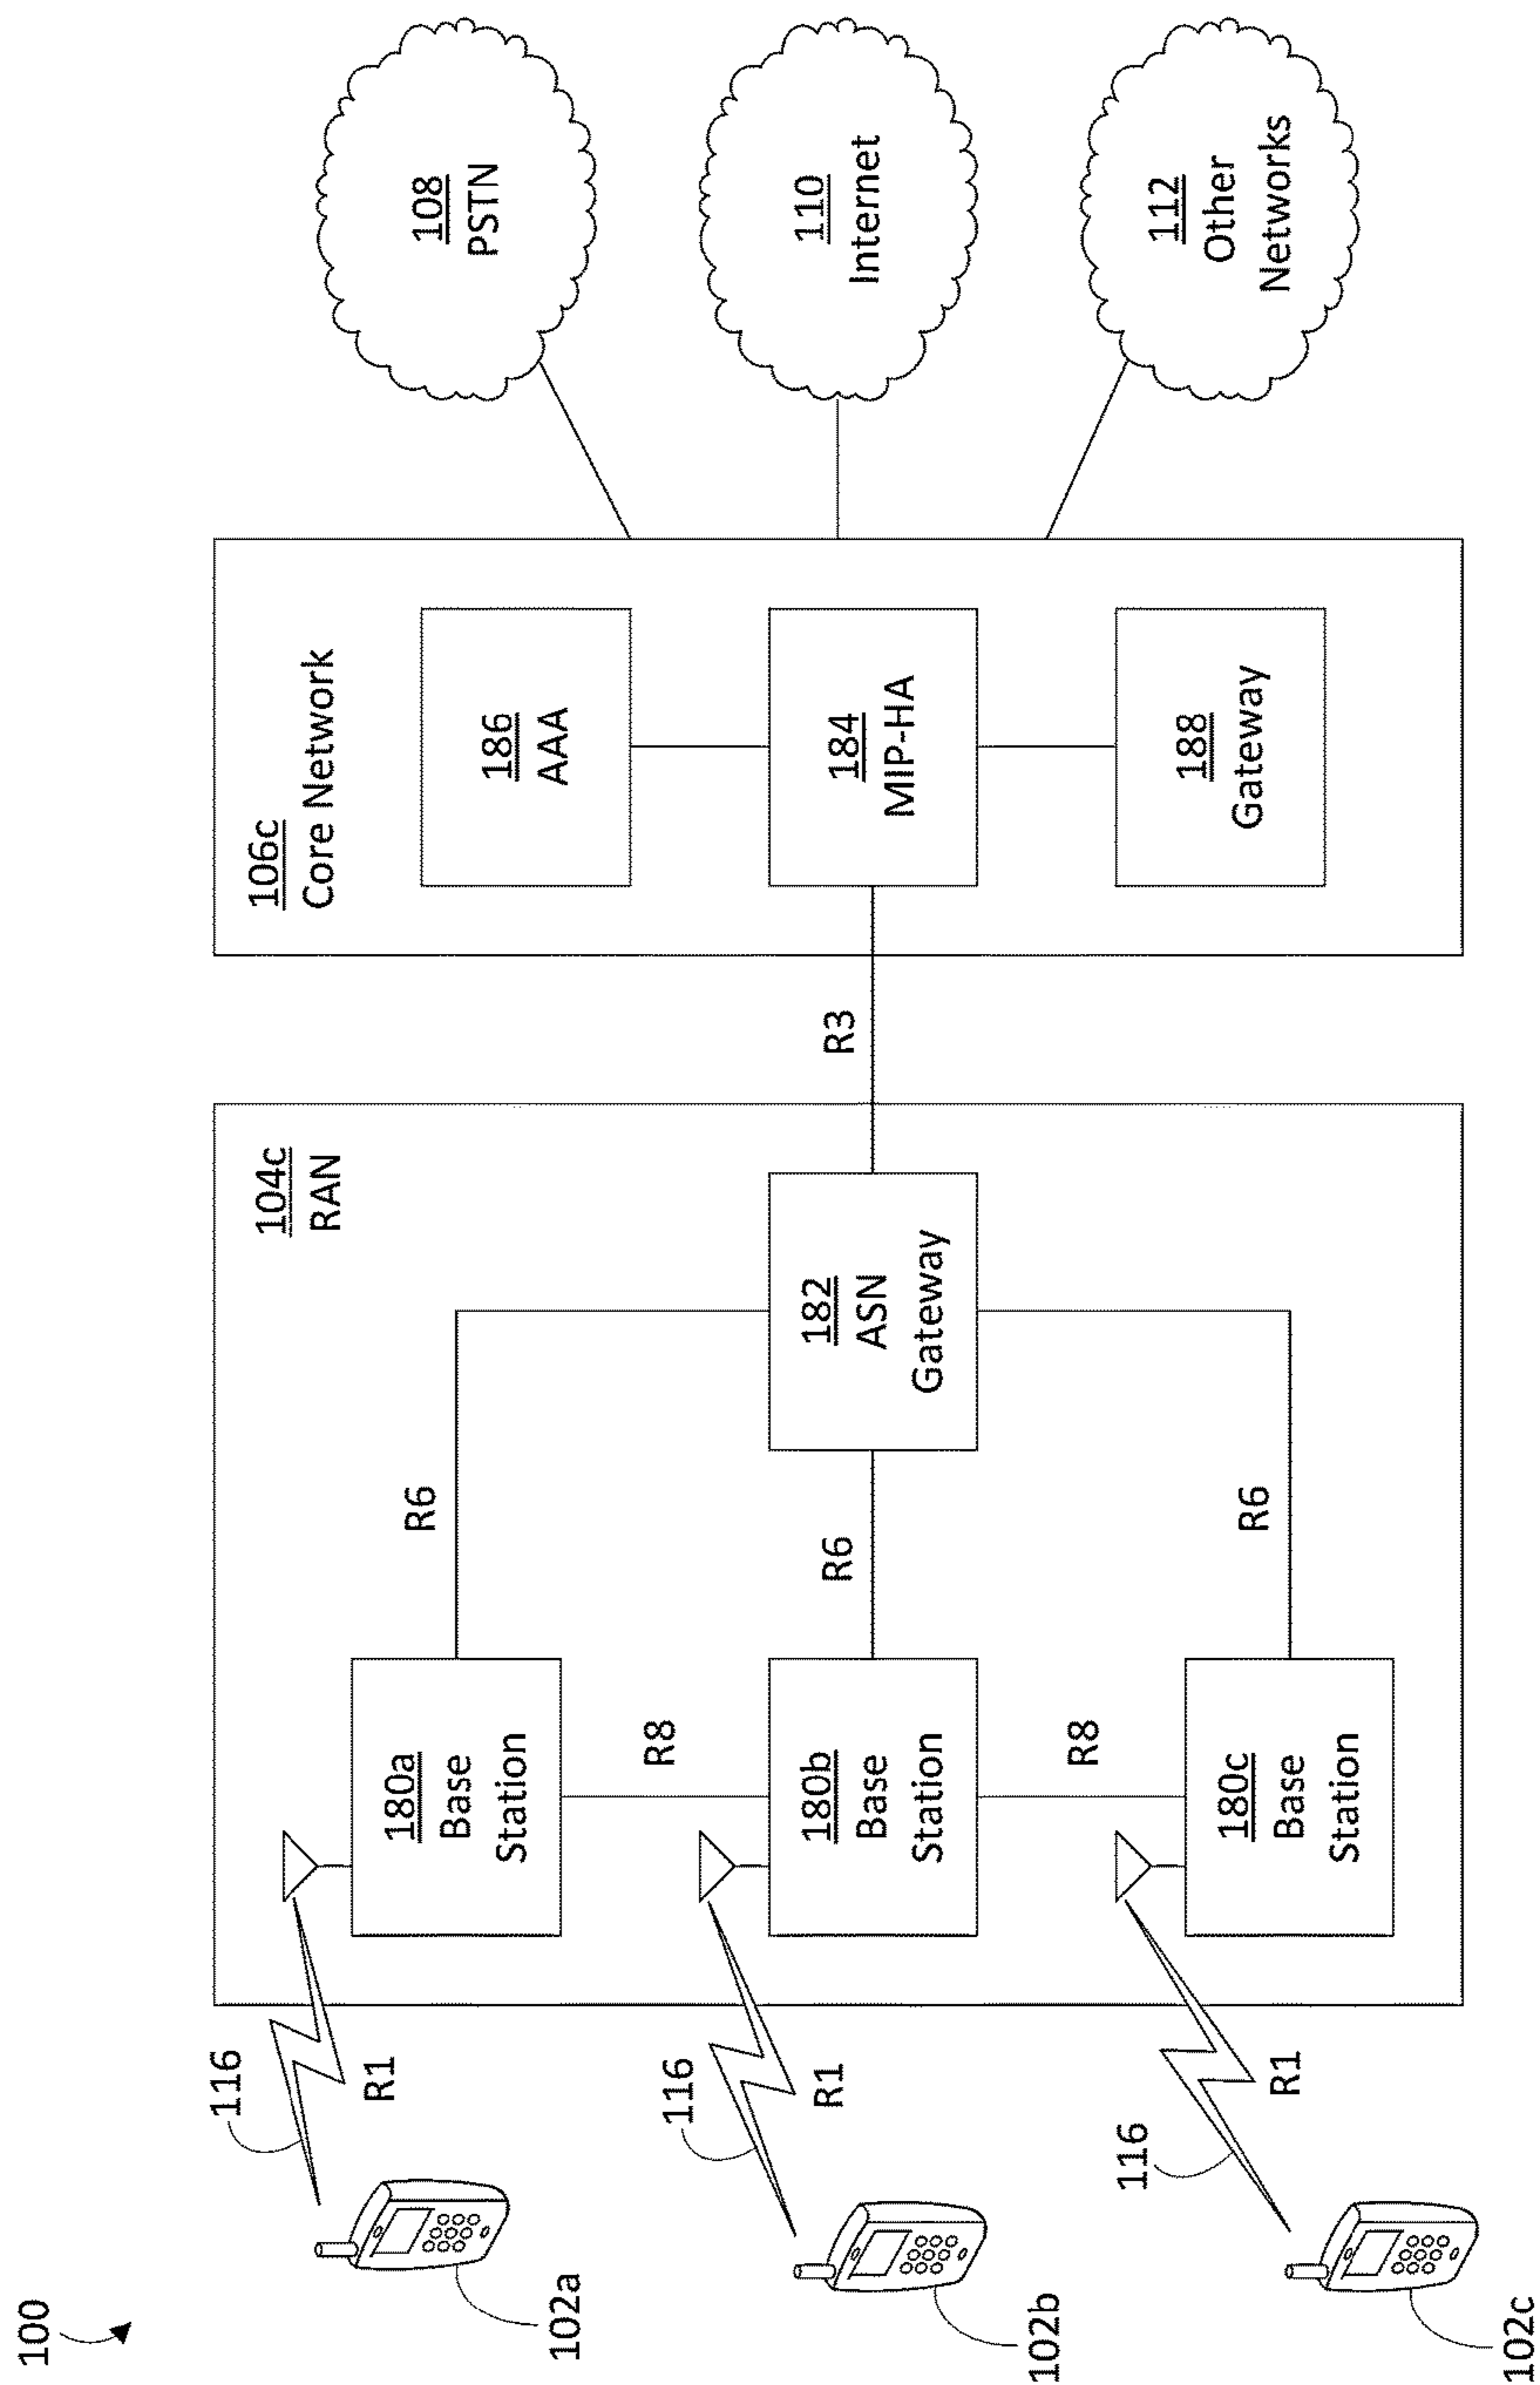 100
102a
116
R1
102b
116
R1
102c
116
R1
104c
RAN
180a
Base
Station
R8
180b
Base
Station
R8
180c
Base
Station
R6
R6
R6
182
ASN
Gateway
R3
106c
Core Network
186
AAA
184
MIP-HA
188
Gateway
108
PSTN
110
Internet
112
Other
Networks